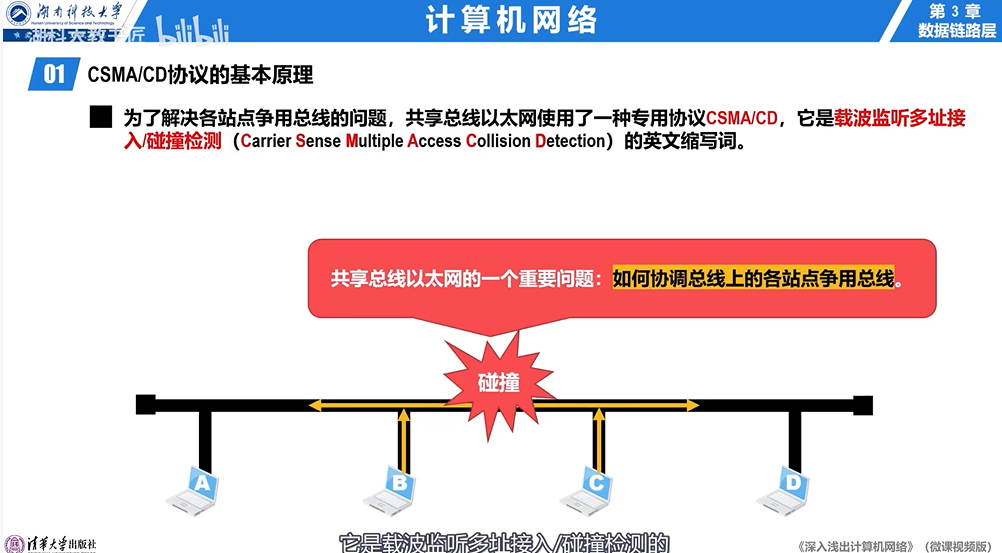 湖南科技大学
Hunan University of Science and Technology
湖科大教书匠
bilibili
计算机网络
第 3 章
数据链路层
01 CSMA/CD协议的基本原理
为了解决各站点争用总线的问题，共享总线以太网使用了一种专用协议CSMA/CD，它是载波监听多址接
入/碰撞检测（Carrier Sense Multiple Access Collision Detection）的英文缩写词。
共享总线以太网的一个重要问题：如何协调总线上的各站点争用总线。
碰撞
A B C D
它是载波监听多址接入/碰撞检测的
清华大学出版社
《深入浅出计算机网络》（微课视频版）